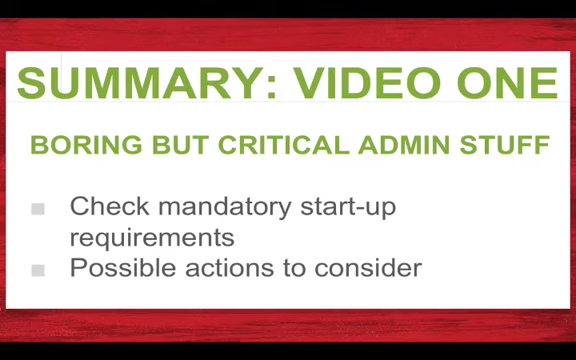 SUMMARY: VIDEO ONE
BORING BUT CRITICAL ADMIN STUFF
Check mandatory start-up
requirements
Possible actions to consider